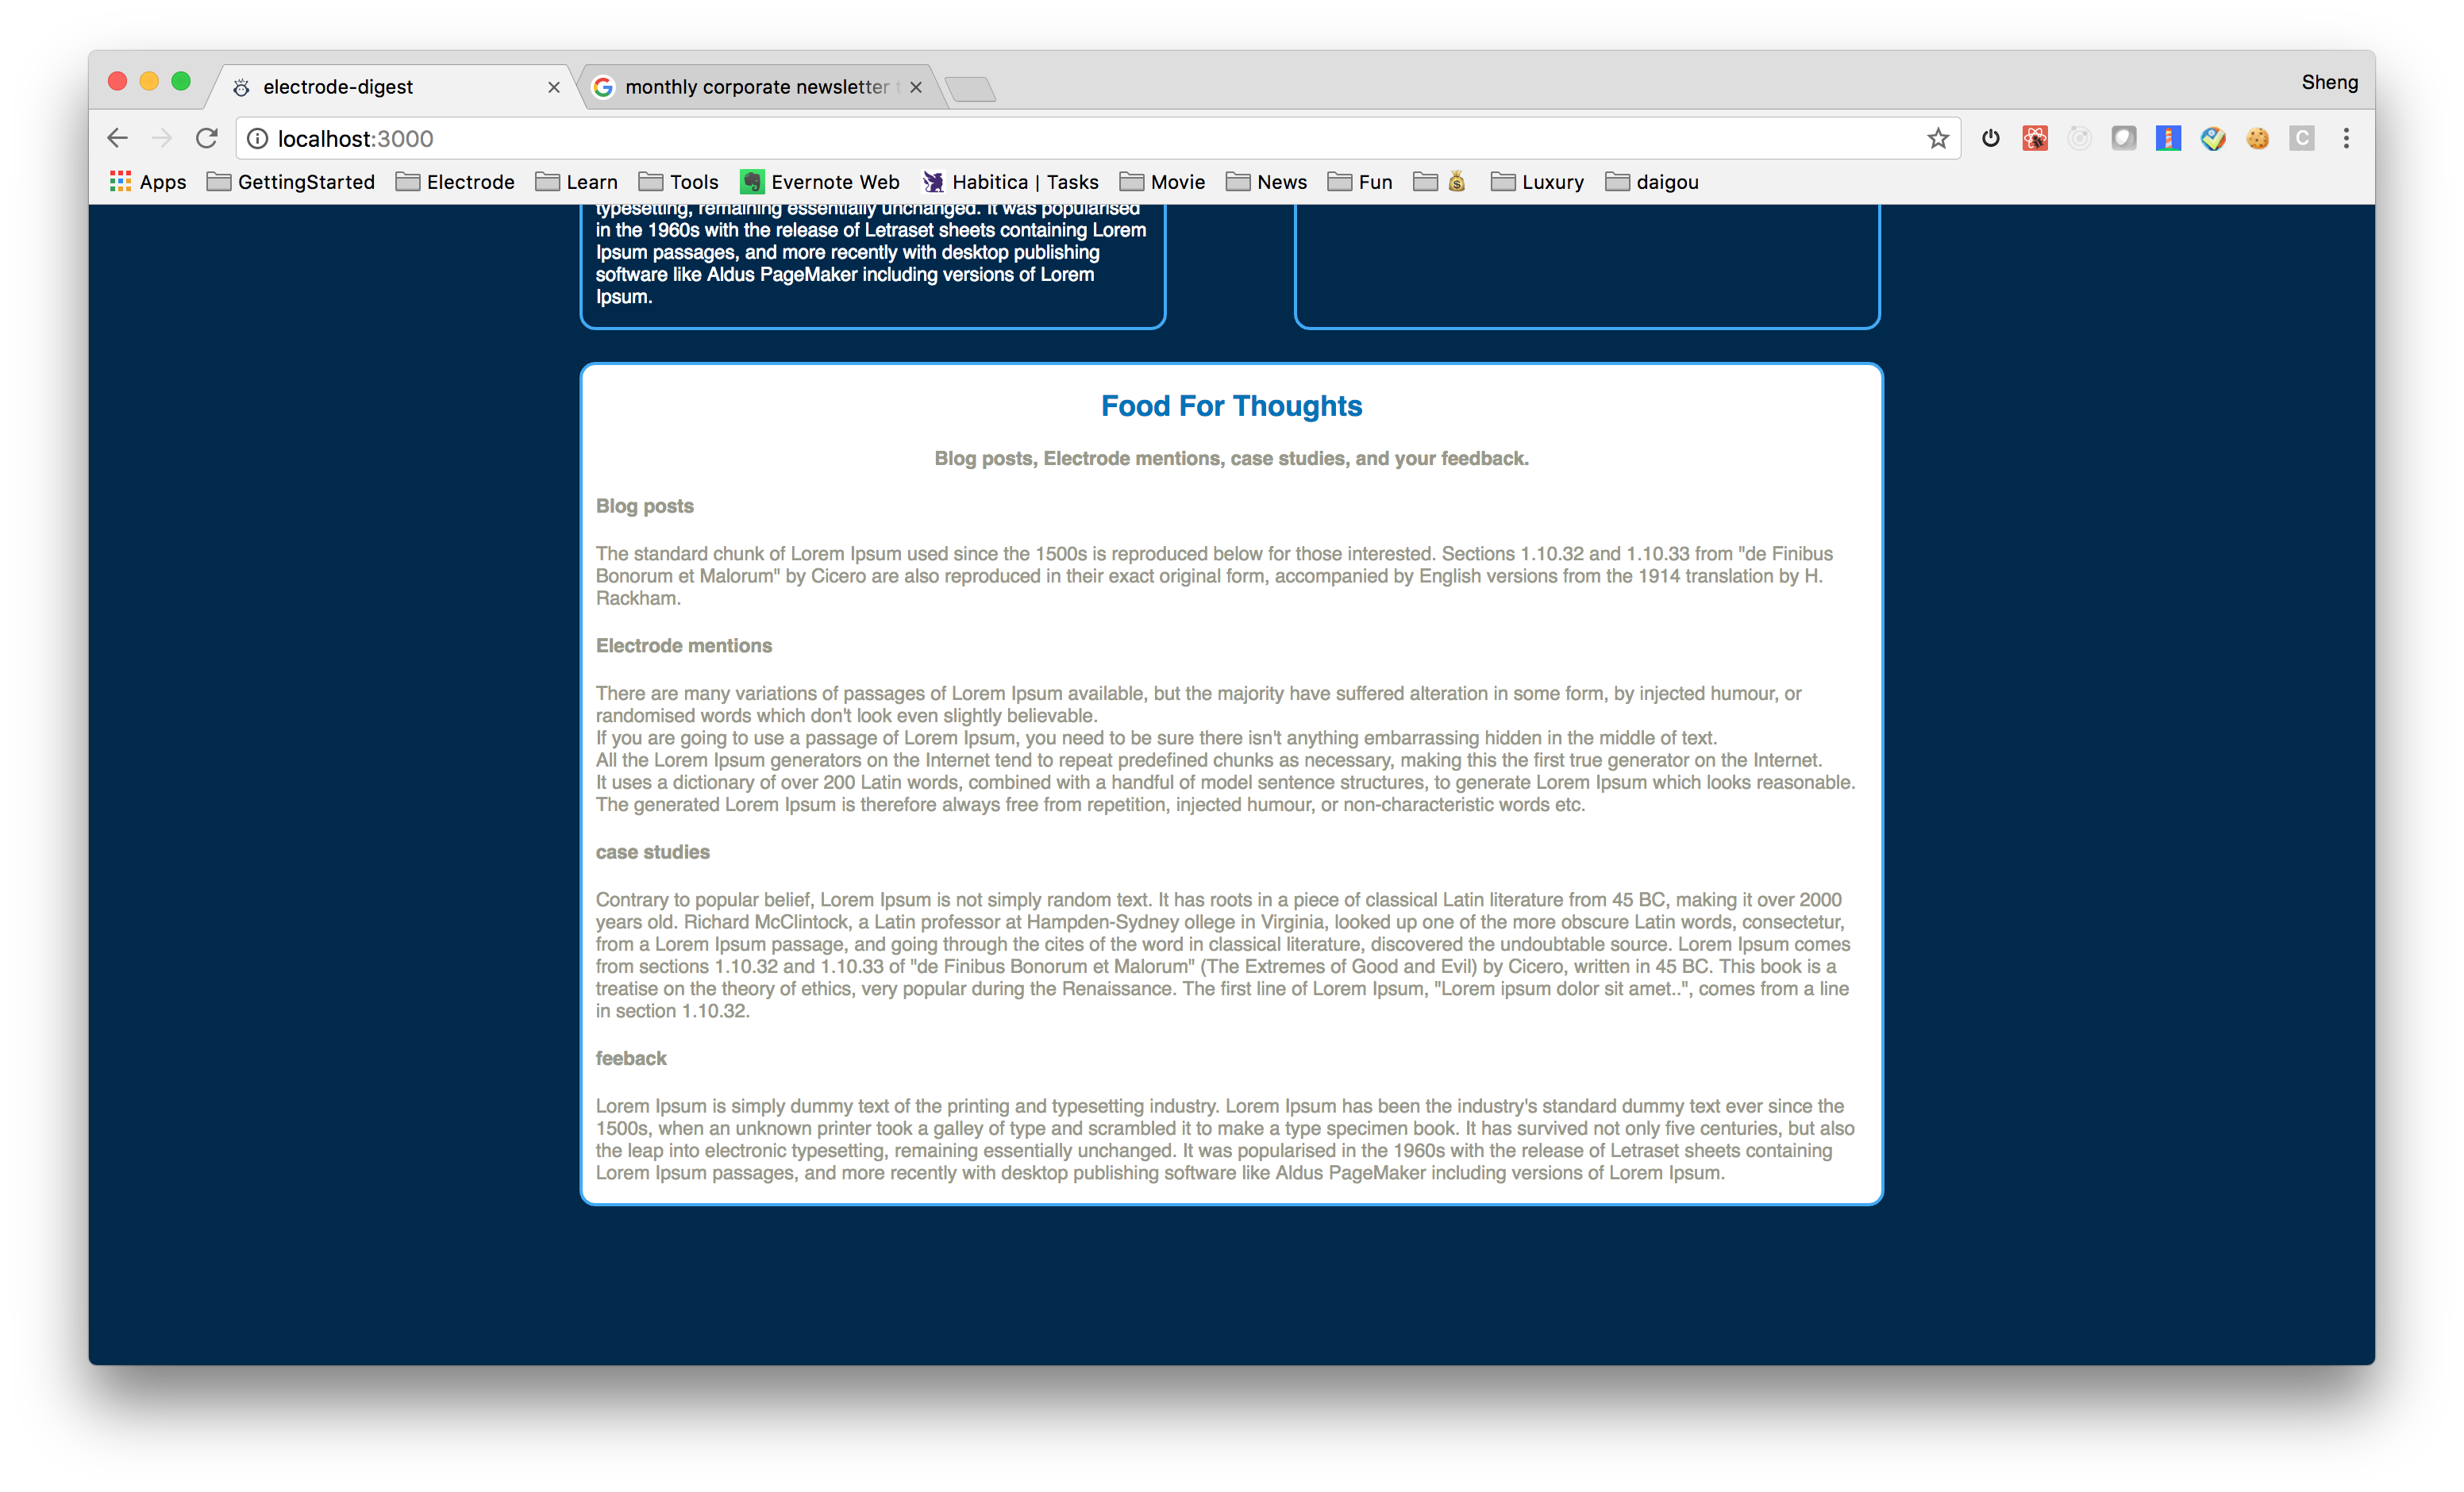 electrode-digest
monthly corporate newsletter
Sheng
localhost:3000
C
Apps GettingStarted Electrode Learn Tools Evernote Web Habitica | Tasks Movie News Fun Luxury daigou
typesetting, remaining essentially unchanged. It was popularised
in the 1960s with the release of Letraset sheets containing Lorem
Ipsum passages, and more recently with desktop publishing
software like Aldus PageMaker including versions of Lorem
Ipsum.
Food For Thoughts
Blog posts, Electrode mentions, case studies, and your feedback.
Blog posts
The standard chunk of Lorem Ipsum used since the 1500s is reproduced below for those interested. Sections 1.10.32 and 1.10.33 from "de Finibus
Bonorum et Malorum" by Cicero are also reproduced in their exact original form, accompanied by English versions from the 1914 translation by H.
Rackham.
Electrode mentions
There are many variations of passages of Lorem Ipsum available, but the majority have suffered alteration in some form, by injected humour, or
randomised words which don't look even slightly believable.
If you are going to use a passage of Lorem Ipsum, you need to be sure there isn't anything embarrassing hidden in the middle of text.
All the Lorem Ipsum generators on the Internet tend to repeat predefined chunks as necessary, making this the first true generator on the Internet.
It uses a dictionary of over 200 Latin words, combined with a handful of model sentence structures, to generate Lorem Ipsum which looks reasonable.
The generated Lorem Ipsum is therefore always free from repetition, injected humour, or non-characteristic words etc.
case studies
Contrary to popular belief, Lorem Ipsum is not simply random text. It has roots in a piece of classical Latin literature from 45 BC, making it over 2000
years old. Richard McClintock, a Latin professor at Hampden-Sydney ollege in Virginia, looked up one of the more obscure Latin words, consectetur,
from a Lorem Ipsum passage, and going through the cites of the word in classical literature, discovered the undoubtable source. Lorem Ipsum comes
from sections 1.10.32 and 1.10.33 of "de Finibus Bonorum et Malorum" (The Extremes of Good and Evil) by Cicero, written in 45 BC. This book is a
treatise on the theory of ethics, very popular during the Renaissance. The first line of Lorem Ipsum, "Lorem ipsum dolor sit amet..", comes from a line
in section 1.10.32.
feeback
Lorem Ipsum is simply dummy text of the printing and typesetting industry. Lorem Ipsum has been the industry's standard dummy text ever since the
1500s, when an unknown printer took a galley of type and scrambled it to make a type specimen book. It has survived not only five centuries, but also
the leap into electronic typesetting, remaining essentially unchanged. It was popularised in the 1960s with the release of Letraset sheets containing
Lorem Ipsum passages, and more recently with desktop publishing software like Aldus PageMaker including versions of Lorem Ipsum.